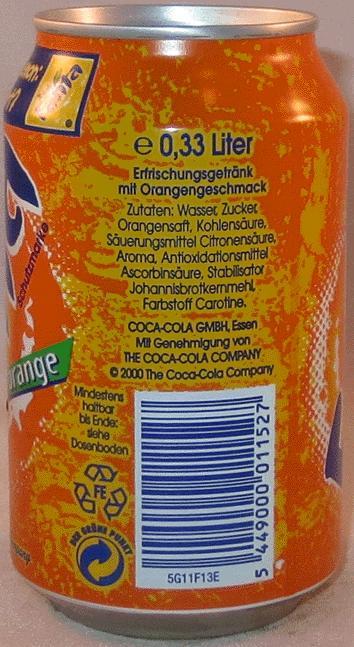 Fanta
℮ 0,33 Liter
Erfrischungsgetränk
mit Orangengeschmack
Zutaten: Wasser, Zucker,
Orangensaft, Kohlensäure,
Säuerungsmittel Citronensäure,
Aroma, Antioxidationsmittel
Ascorbinsäure, Stabilisator
Johannisbrotkernmehl,
Farbstoff Carotine.
Schutzmarke
COCA-COLA GMBH, Essen
Mit Genehmigung von
THE COCA-COLA COMPANY
© 2000 The Coca-Cola Company
range
Mindestens
haltbar
bis Ende:
siehe
Dosenboden
FE
DER GRÜNE PUNKT
5G11F13E
5 449000 011527